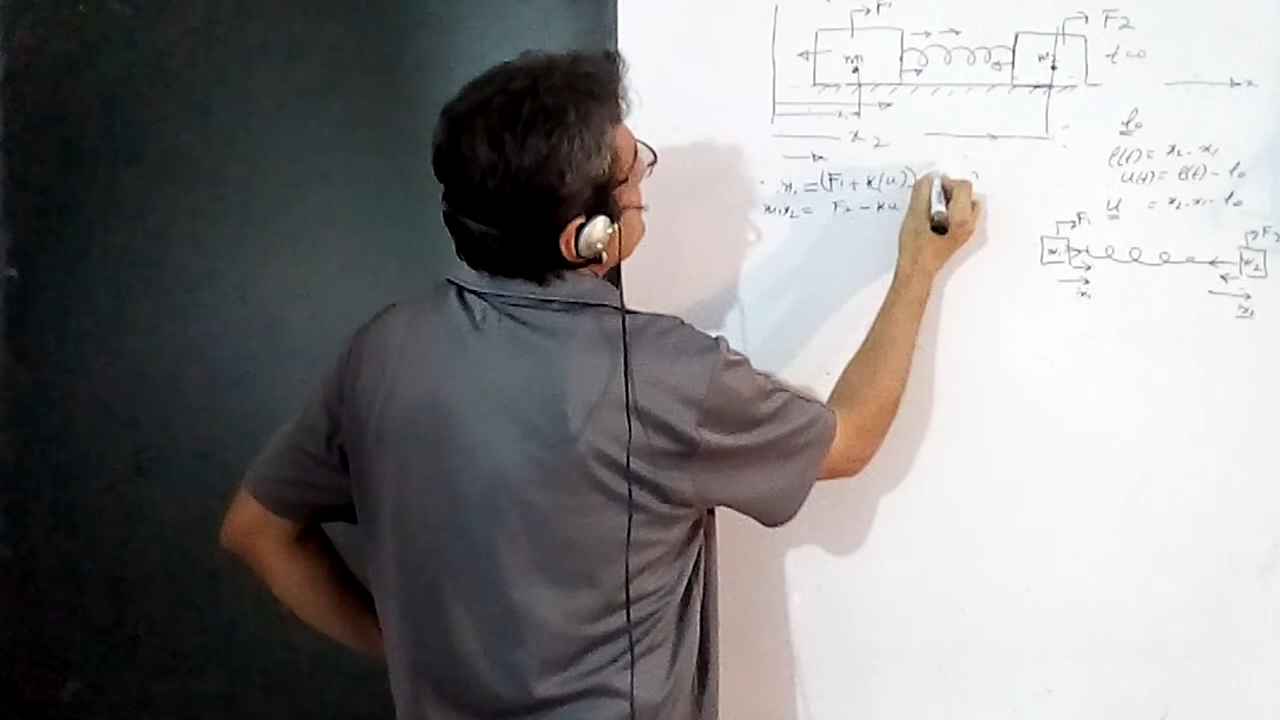 F1
F2
m1
m2
t=0
x
x1
x2
l0
l(t) = x2 - x1
u(t) = l(t) - l0
u = x2 - x1 - l0
x1 = (F1 + k(u))
m1x2 = F2 - ku
F1
F2
m1
m2
x1
x2